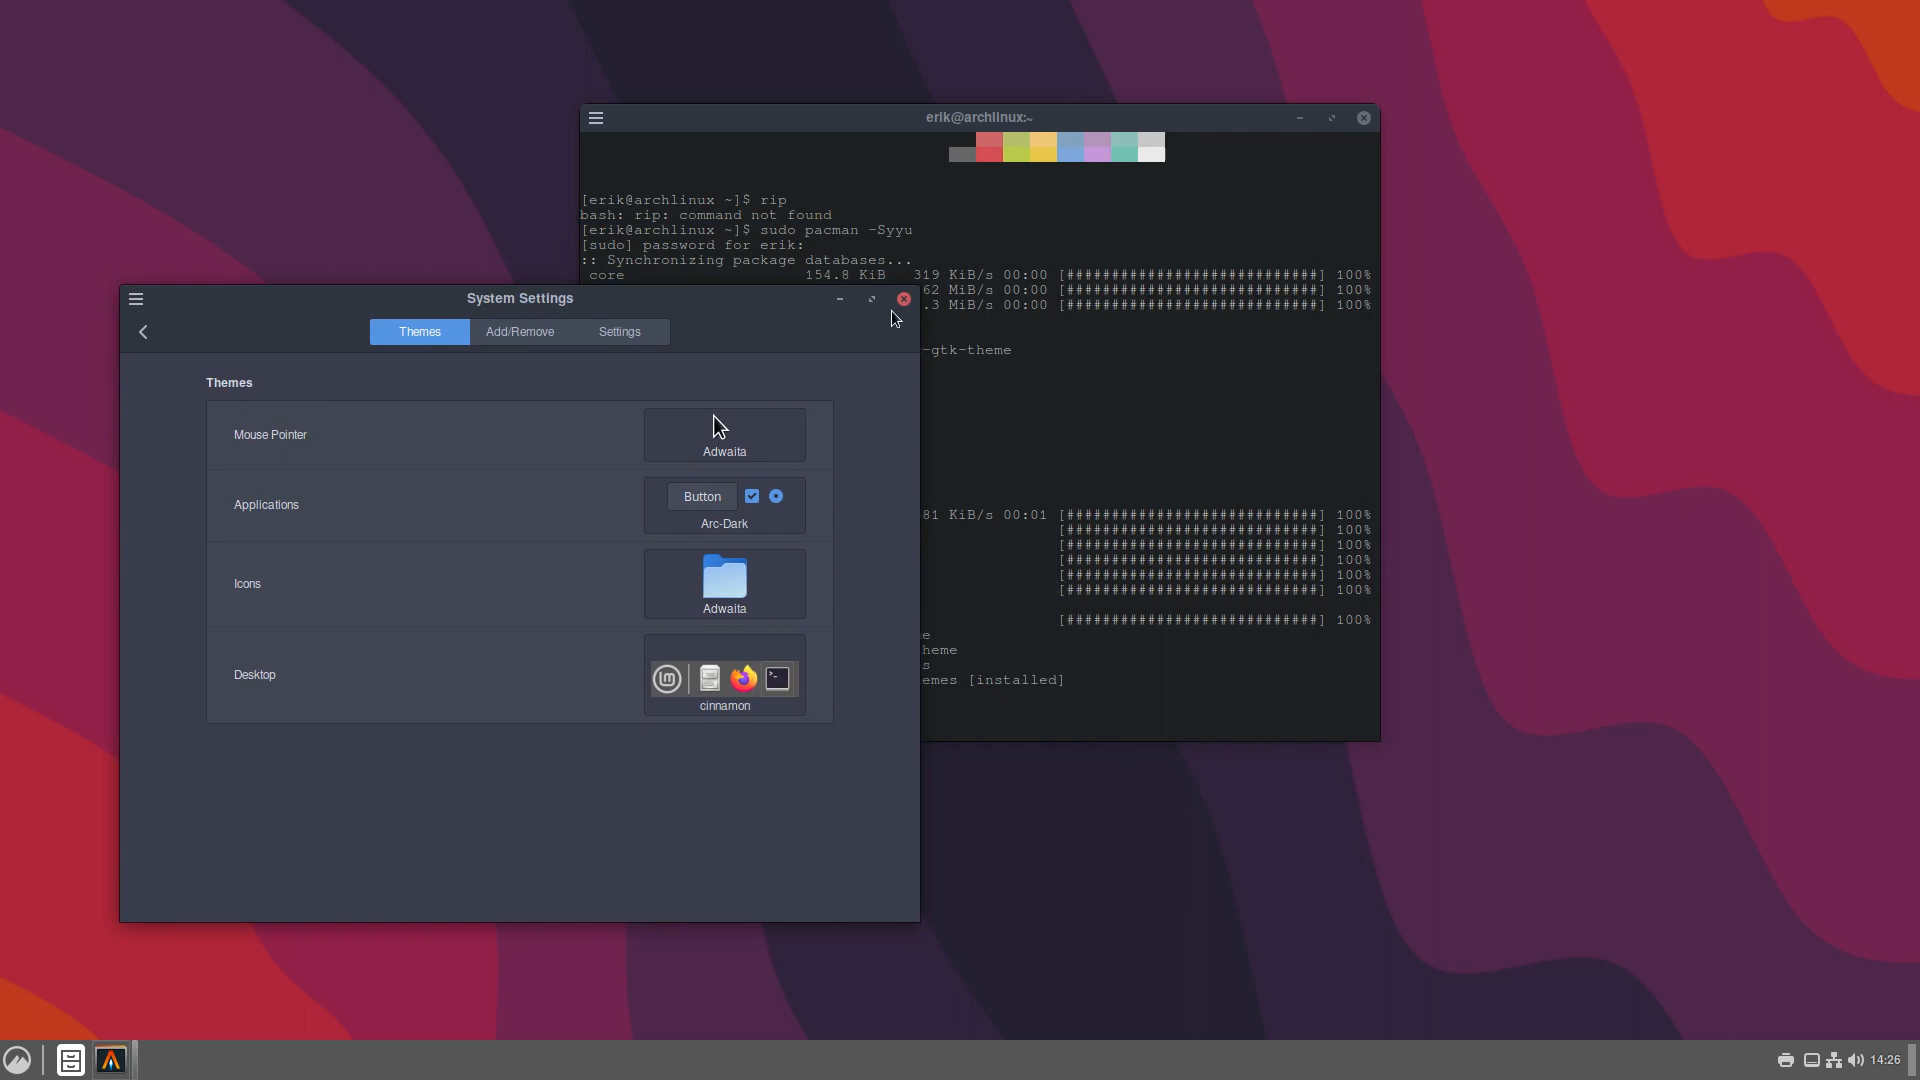 erik@archlinux:~
[erik@archlinux ~]$ rip
bash: rip: command not found
[erik@archlinux ~]$ sudo pacman -Syyu
[sudo] password for erik:
:: Synchronizing package databases...
core 154.8 KiB 319 KiB/s 00:00 [###########################] 100%
62 MiB/s 00:00 [###########################] 100%
.3 MiB/s 00:00 [###########################] 100%
-gtk-theme
81 KiB/s 00:01 [###########################] 100%
[###########################] 100%
[###########################] 100%
[###########################] 100%
[###########################] 100%
[###########################] 100%
[###########################] 100%
heme
emes [installed]
System Settings
Themes Add/Remove Settings
Themes
Mouse Pointer
Adwaita
Applications
Button
Arc-Dark
Icons
Adwaita
Desktop
cinnamon
14:26